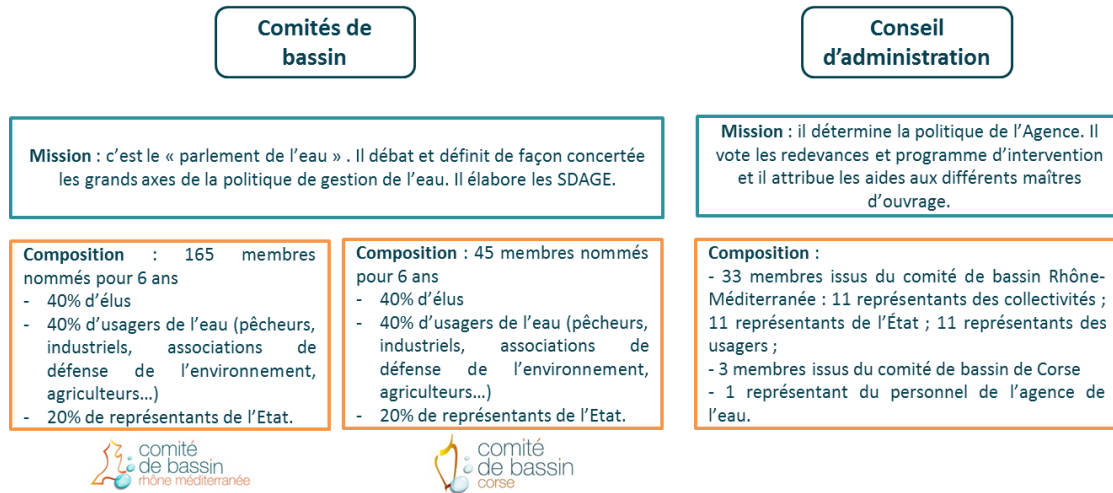 Comités de
bassin
Conseil
d’administration
Mission : c’est le « parlement de l’eau » . Il débat et définit de façon concertée
les grands axes de la politique de gestion de l’eau. Il élabore les SDAGE.
Mission : il détermine la politique de l’Agence. Il
vote les redevances et programme d’intervention
et il attribue les aides aux différents maîtres
d’ouvrage.
Composition : 165 membres
nommés pour 6 ans
- 40% d’élus
- 40% d’usagers de l’eau (pêcheurs,
industriels, associations de
défense de l’environnement,
agriculteurs…)
- 20% de représentants de l’Etat.
Composition : 45 membres nommés
pour 6 ans
- 40% d’élus
- 40% d’usagers de l’eau (pêcheurs,
industriels, associations de
défense de l’environnement,
agriculteurs…)
- 20% de représentants de l’Etat.
Composition :
- 33 membres issus du comité de bassin Rhône-
Méditerranée : 11 représentants des collectivités ;
11 représentants de l’État ; 11 représentants des
usagers ;
- 3 membres issus du comité de bassin de Corse
- 1 représentant du personnel de l’agence de
l’eau.
comité
de bassin
rhône méditerranée
comité
de bassin
corse